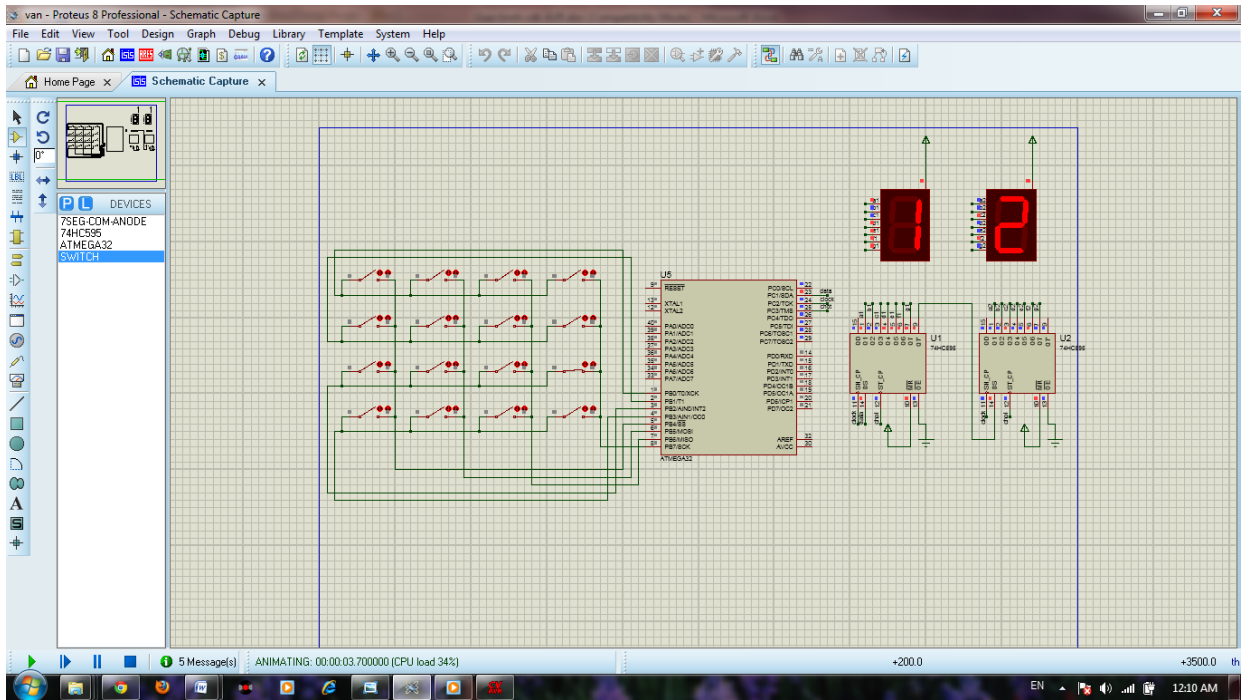 van - Proteus 8 Professional - Schematic Capture
File Edit View Tool Design Graph Debug Library Template System Help
Home Page
Schematic Capture
0°
LBL
P L DEVICES
7SEG-COM-ANODE
74HC595
ATMEGA32
SWITCH
A
S
12
U5
RESET
XTAL1
XTAL2
PA0/ADC0
PA1/ADC1
PA2/ADC2
PA3/ADC3
PA4/ADC4
PA5/ADC5
PA6/ADC6
PA7/ADC7
PB0/T0/XCK
PB1/T1
PB2/AIN0/INT2
PB3/AIN1/OC0
PB4/SS
PB5/MOSI
PB6/MISO
PB7/SCK
PC0/SCL
PC1/SDA
PC2/TCK
PC3/TMS
PC4/TDO
PC5/TDI
PC6/TOSC1
PC7/TOSC2
PD0/RXD
PD1/TXD
PD2/INT0
PD3/INT1
PD4/OC1B
PD5/OC1A
PD6/ICP1
PD7/OC2
AREF
AVCC
ATMEGA32
data
clock
chot
U1
74HC595
U2
74HC595
5 Message(s)
ANIMATING: 00:00:03.700000 (CPU load 34%)
+200.0
+3500.0 th
EN
12:10 AM